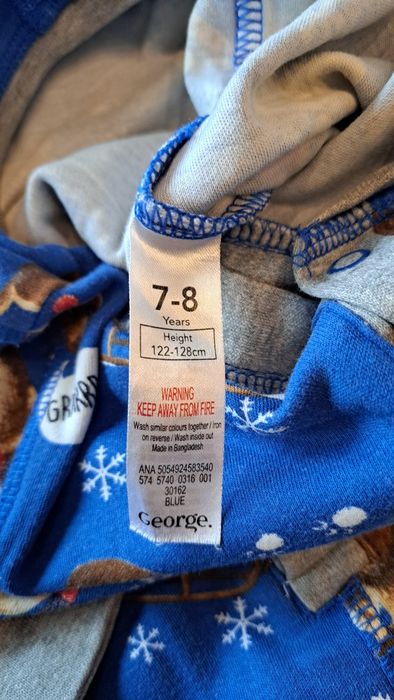 7-8
Years
Height
122-128cm
WARNING
KEEP AWAY FROM FIRE
Wash similar colours together / Iron
on reverse / Wash inside out
Made in Bangladesh
ANA 5054924583540
574 5740 0316 001
30162
BLUE
George.